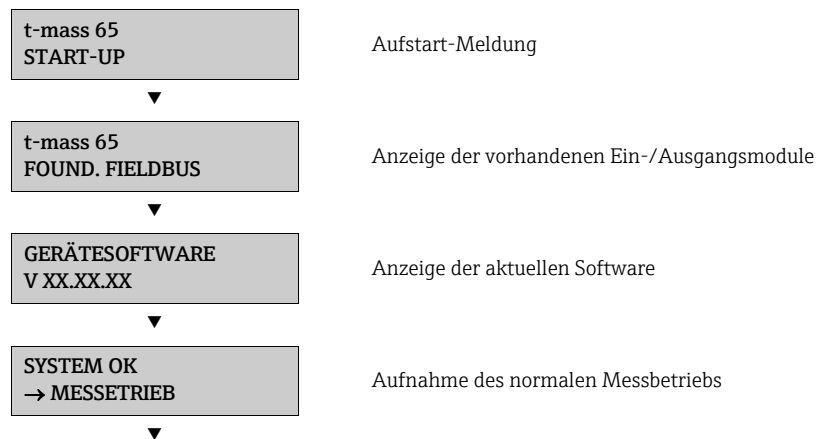 t-mass 65
START-UP
Aufstart-Meldung
▼
t-mass 65
FOUND. FIELDBUS
Anzeige der vorhandenen Ein-/Ausgangsmodule
▼
GERÄTESOFTWARE
V XX.XX.XX
Anzeige der aktuellen Software
▼
SYSTEM OK
→ MESSETRIEB
Aufnahme des normalen Messbetriebs
▼